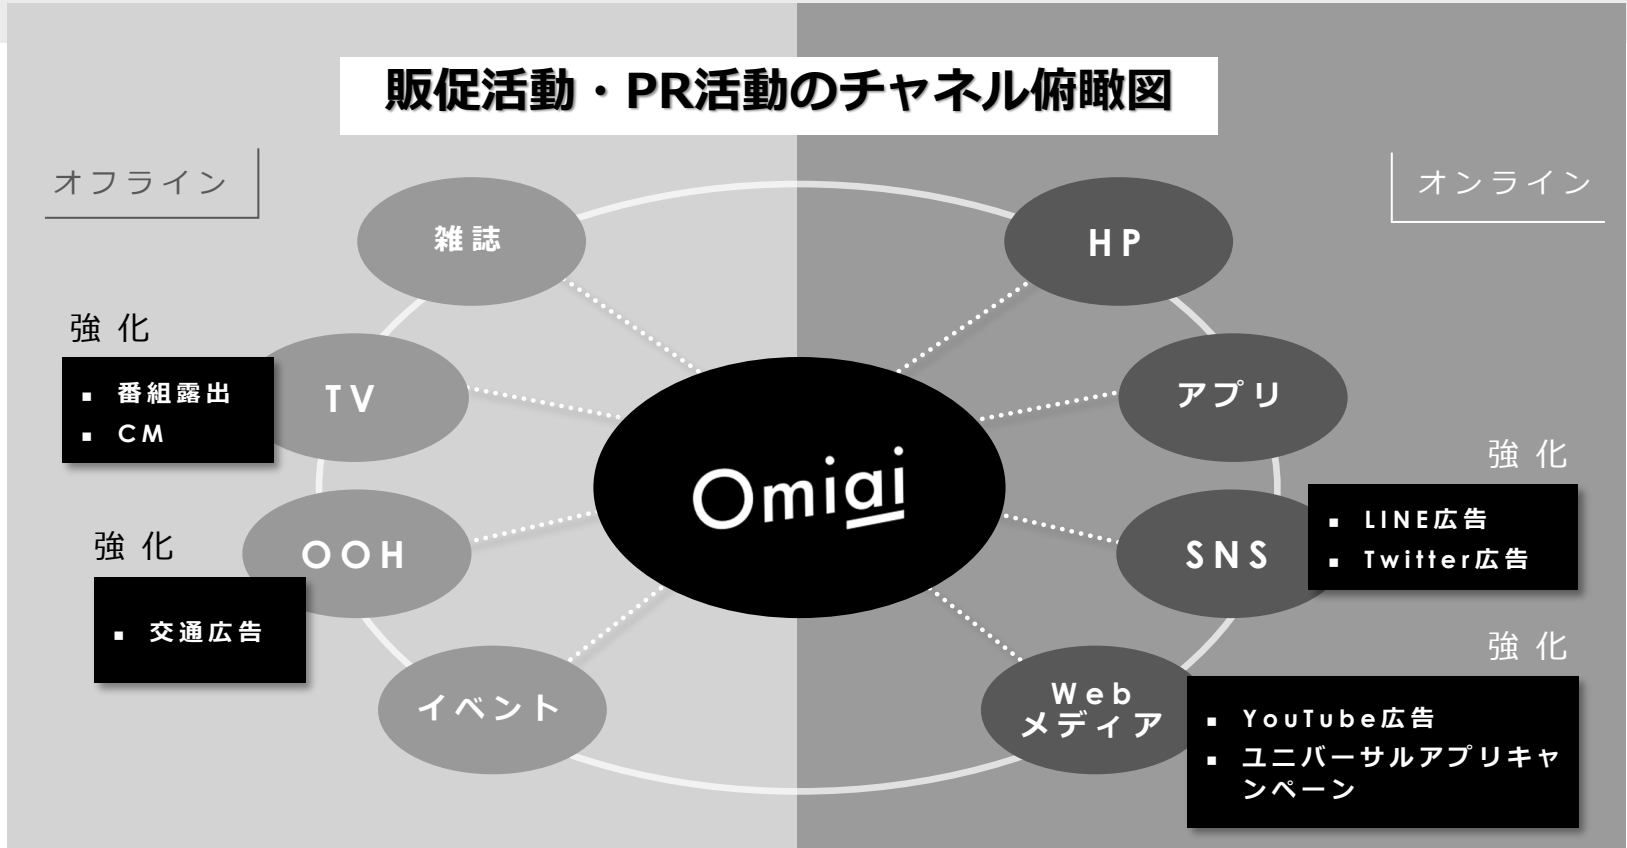 販促活動・PR活動のチャネル俯瞰図
オフライン
オンライン
雑誌
強化
▪ 番組露出
▪ CM
TV
強化
▪ 交通広告
OOH
イベント
Omiai
HP
アプリ
強化
▪ LINE広告
▪ Twitter広告
SNS
強化
▪ YouTube広告
▪ ユニバーサルアプリキャ
ンペーン
Web
メディア